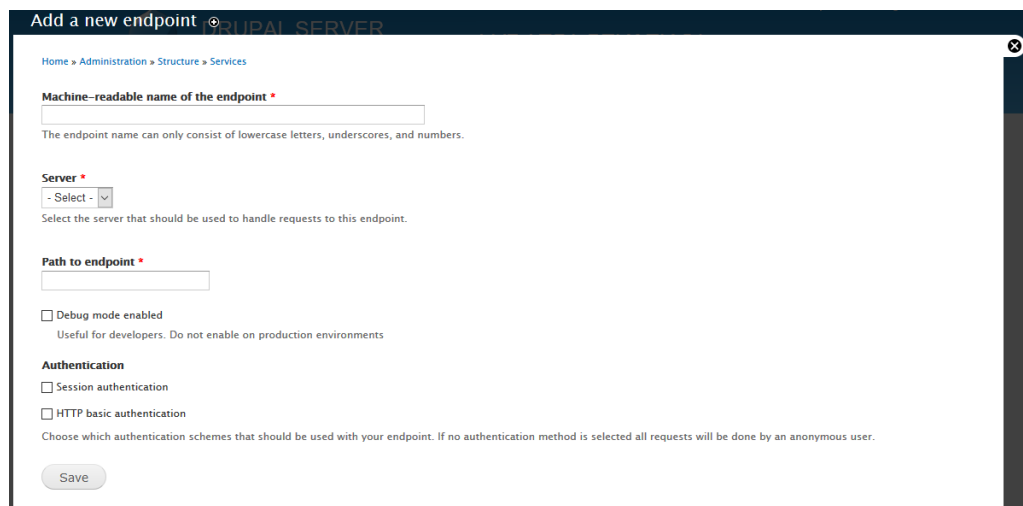 Add a new endpoint
DRUPAL SERVER
Home » Administration » Structure » Services
Machine-readable name of the endpoint *
The endpoint name can only consist of lowercase letters, underscores, and numbers.
Server *
- Select -
Select the server that should be used to handle requests to this endpoint.
Path to endpoint *
Debug mode enabled
Useful for developers. Do not enable on production environments
Authentication
Session authentication
HTTP basic authentication
Choose which authentication schemes that should be used with your endpoint. If no authentication method is selected all requests will be done by an anonymous user.
Save